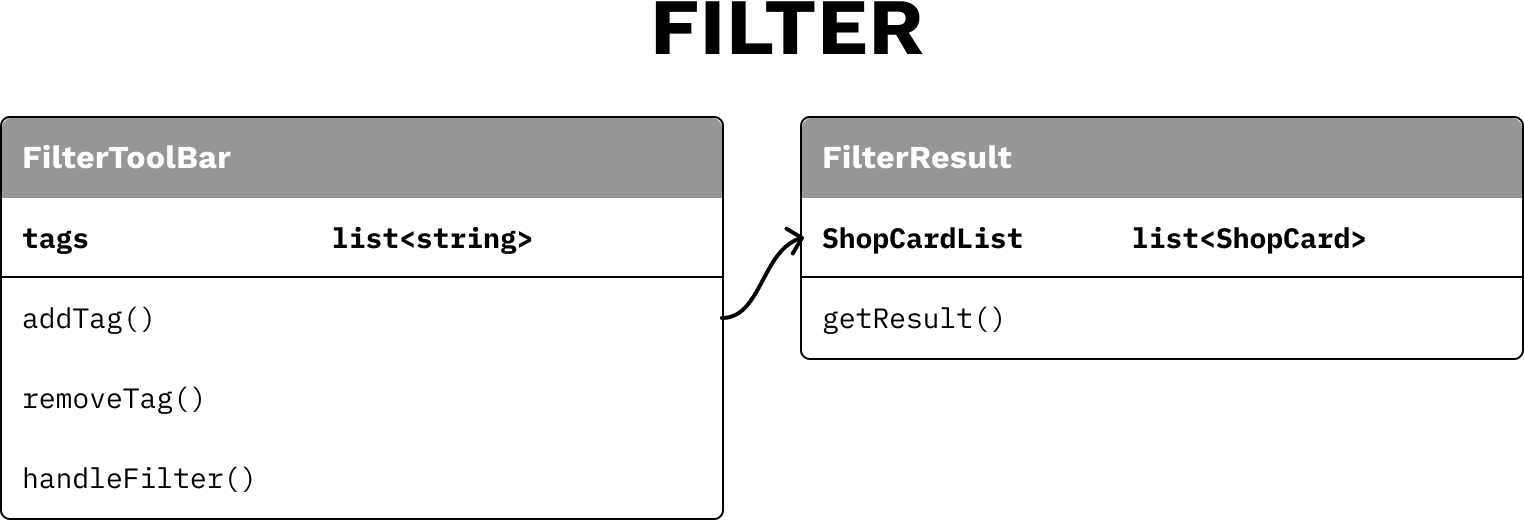 FILTER
FilterToolBar
tags list<string>
addTag()
removeTag()
handleFilter()
FilterResult
ShopCardList list<ShopCard>
getResult()